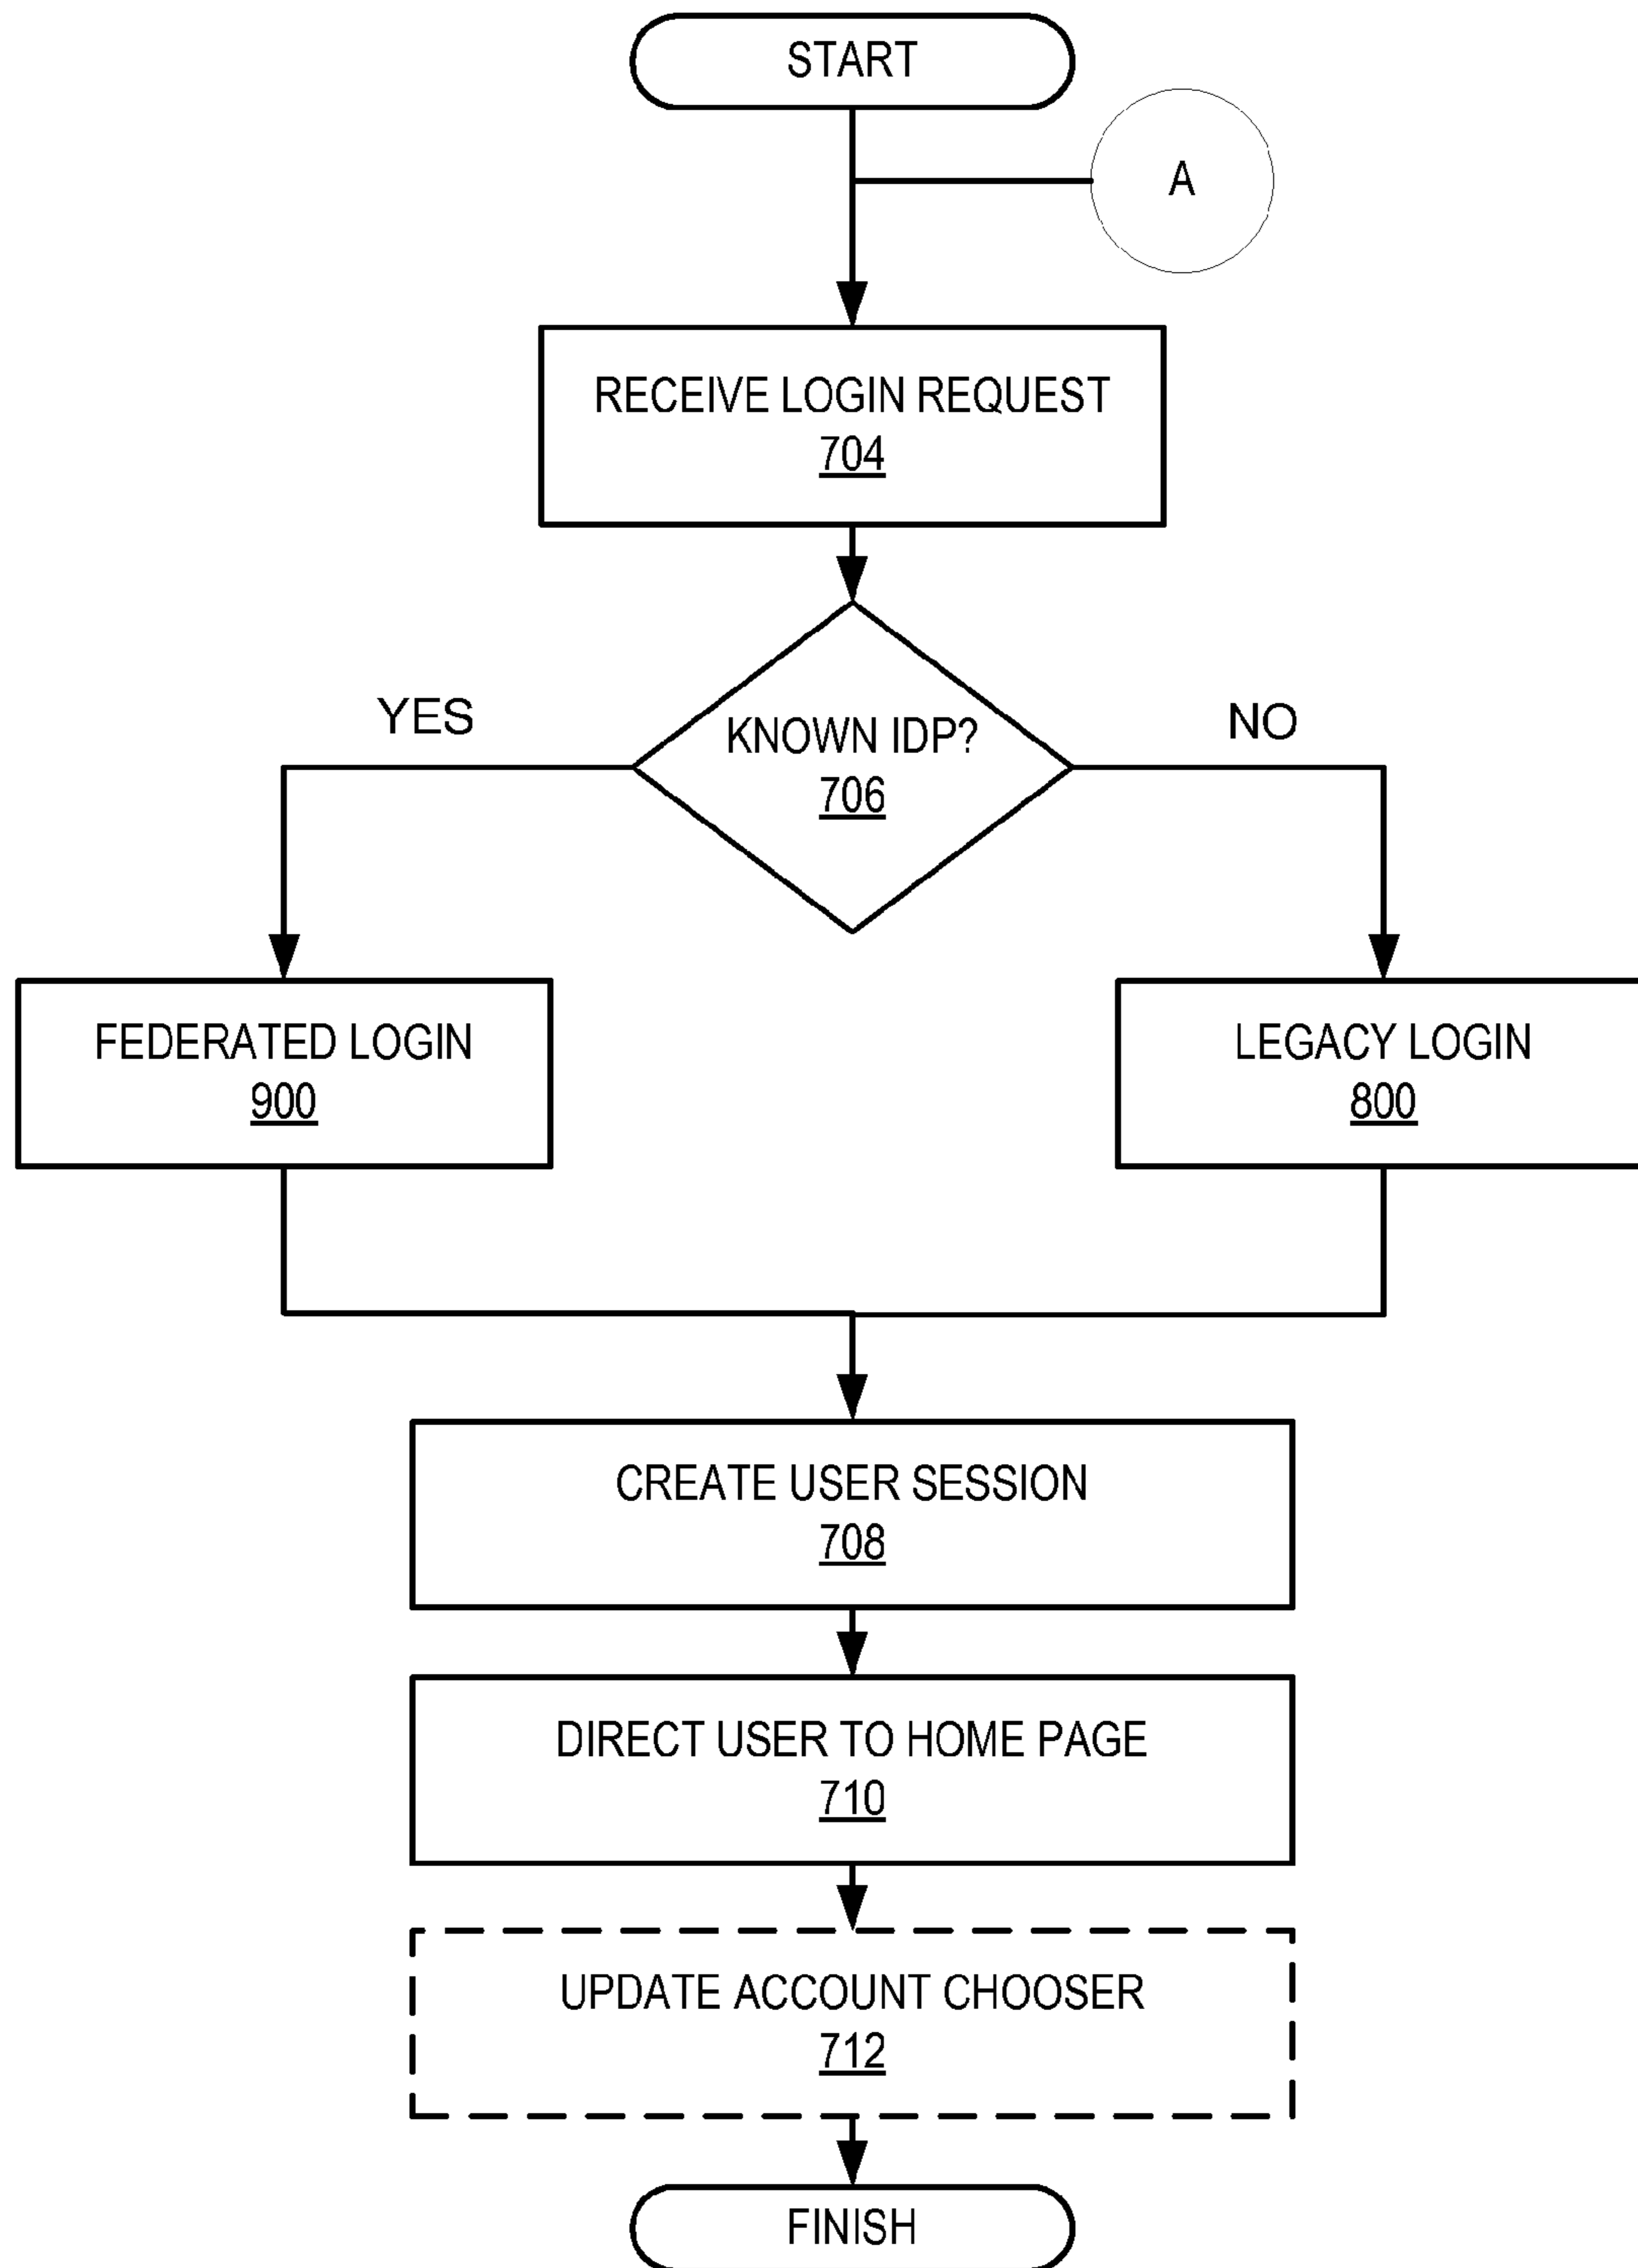 START
A
RECEIVE LOGIN REQUEST
704
YES
KNOWN IDP?
NO
706
FEDERATED LOGIN
900
LEGACY LOGIN
800
CREATE USER SESSION
708
DIRECT USER TO HOME PAGE
710
UPDATE ACCOUNT CHOOSER
712
FINISH